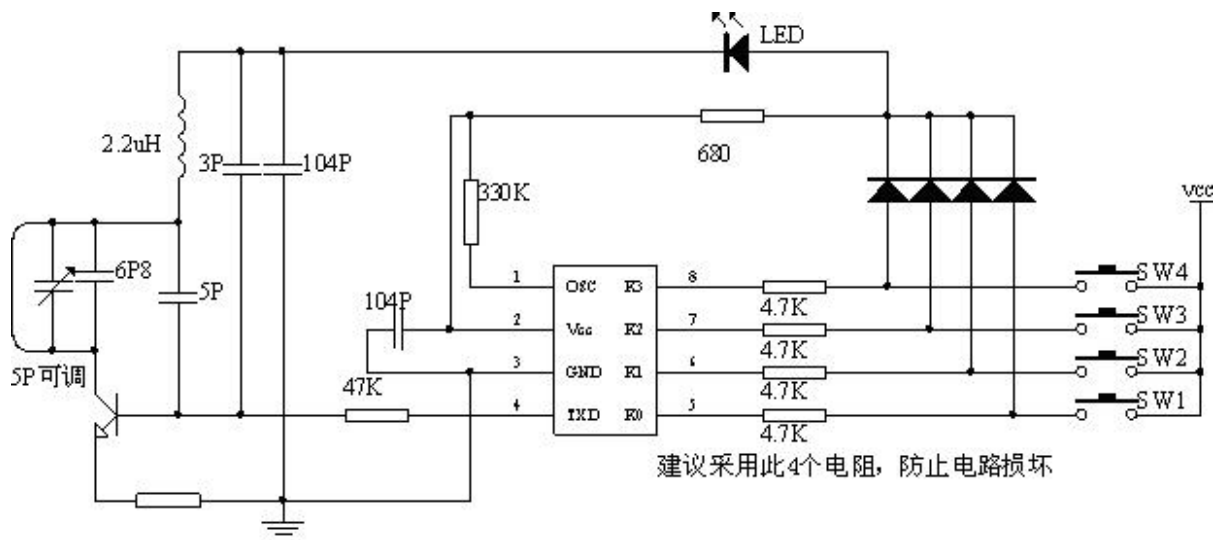 LED
2.2uH
3P
104P
680
330K
vcc
6P8
5P
1
OSC
K3
8
SW4
104P
4.7K
2
Vcc
K2
7
SW3
4.7K
3
GND
K1
6
SW2
5P可调
47K
4.7K
4
TXD
K0
5
SW1
4.7K
建议采用此4个电阻，防止电路损坏